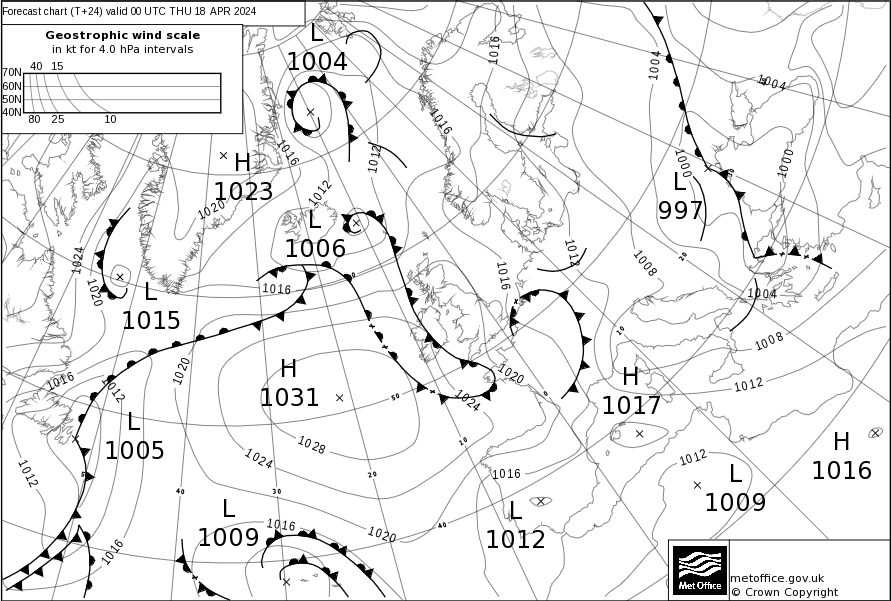 Forecast chart (T+24) valid 00 UTC THU 18 APR 2024
Geostrophic wind scale
in kt for 4.0 hPa intervals
40 15
70N
60N
50N
40N
80 25 10
L
1004
1016
1004
1004
1016
1016
1012
1000
1000
H
1023
1020
1012
L
997
L
1006
1024
1012
1008
1020
1016
1016
1004
L
1015
1008
1020
1016
1012
H
1031
1020
1024
H
1017
1012
L
1005
1028
1024
1012
1016
1012
H
1016
L
1009
L
1012
L
1009
1016
1020
1016
40 30 20 10 0
50
40
10
20
Met Office
metoffice.gov.uk
© Crown Copyright